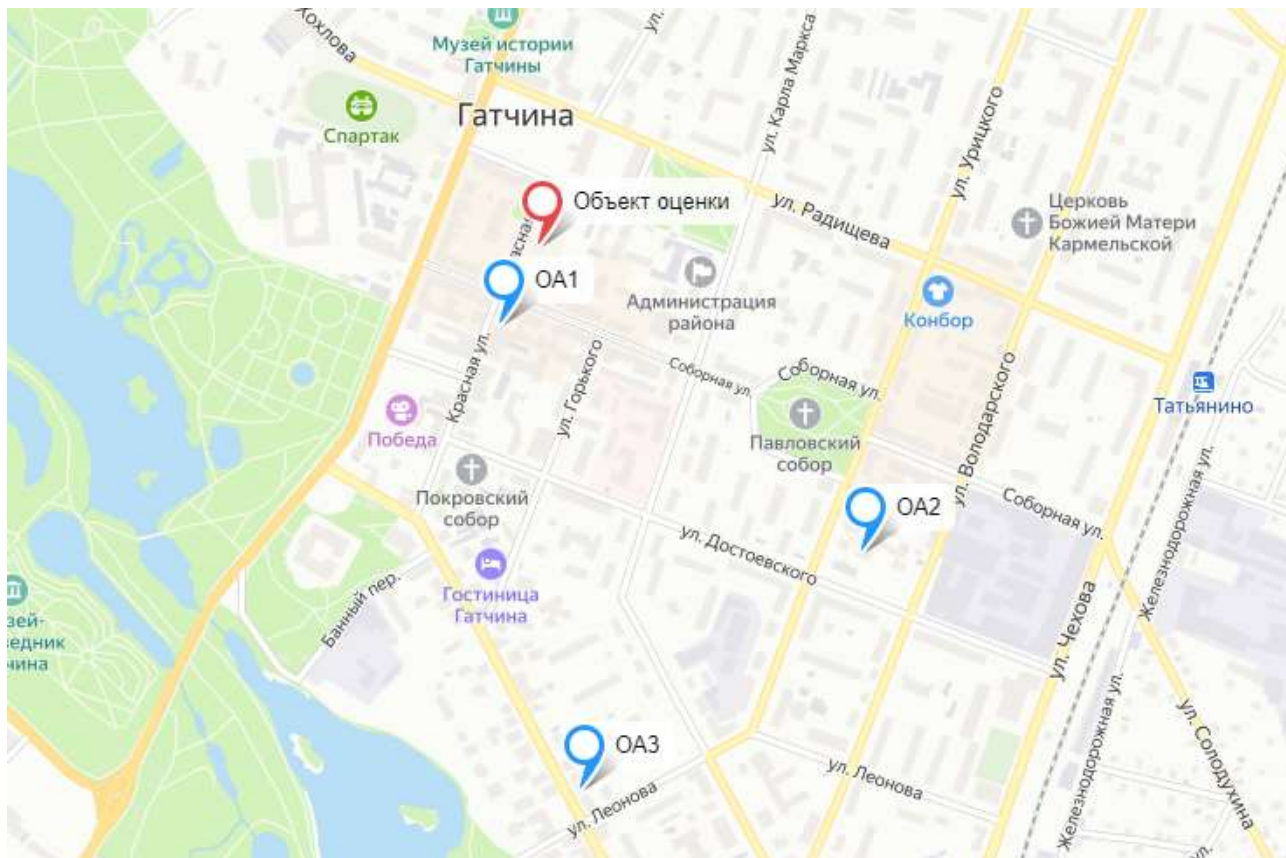 Хохлова
ул.
Музей истории
Гатчины
Гатчина
Спартак
ул. Карла Маркса
ул. Урицкого
Объект оценки
ул. Радищева
Церковь
Божией Матери
Кармельской
ОА1
Администрация
района
Конбор
Красная ул.
ул. Горького
Соборная ул.
Соборная ул.
Татьянино
Победа
Павловский
собор
ул. Володарского
Покровский
собор
ОА2
Соборная ул.
Железнодорожная ул.
ул. Достоевского
Гостиница
Гатчина
Банный пер.
ул. Чехова
ОА3
ул. Леонова
ул. Леонова
Железнодорожная ул.
ул. Солодухина
ул.